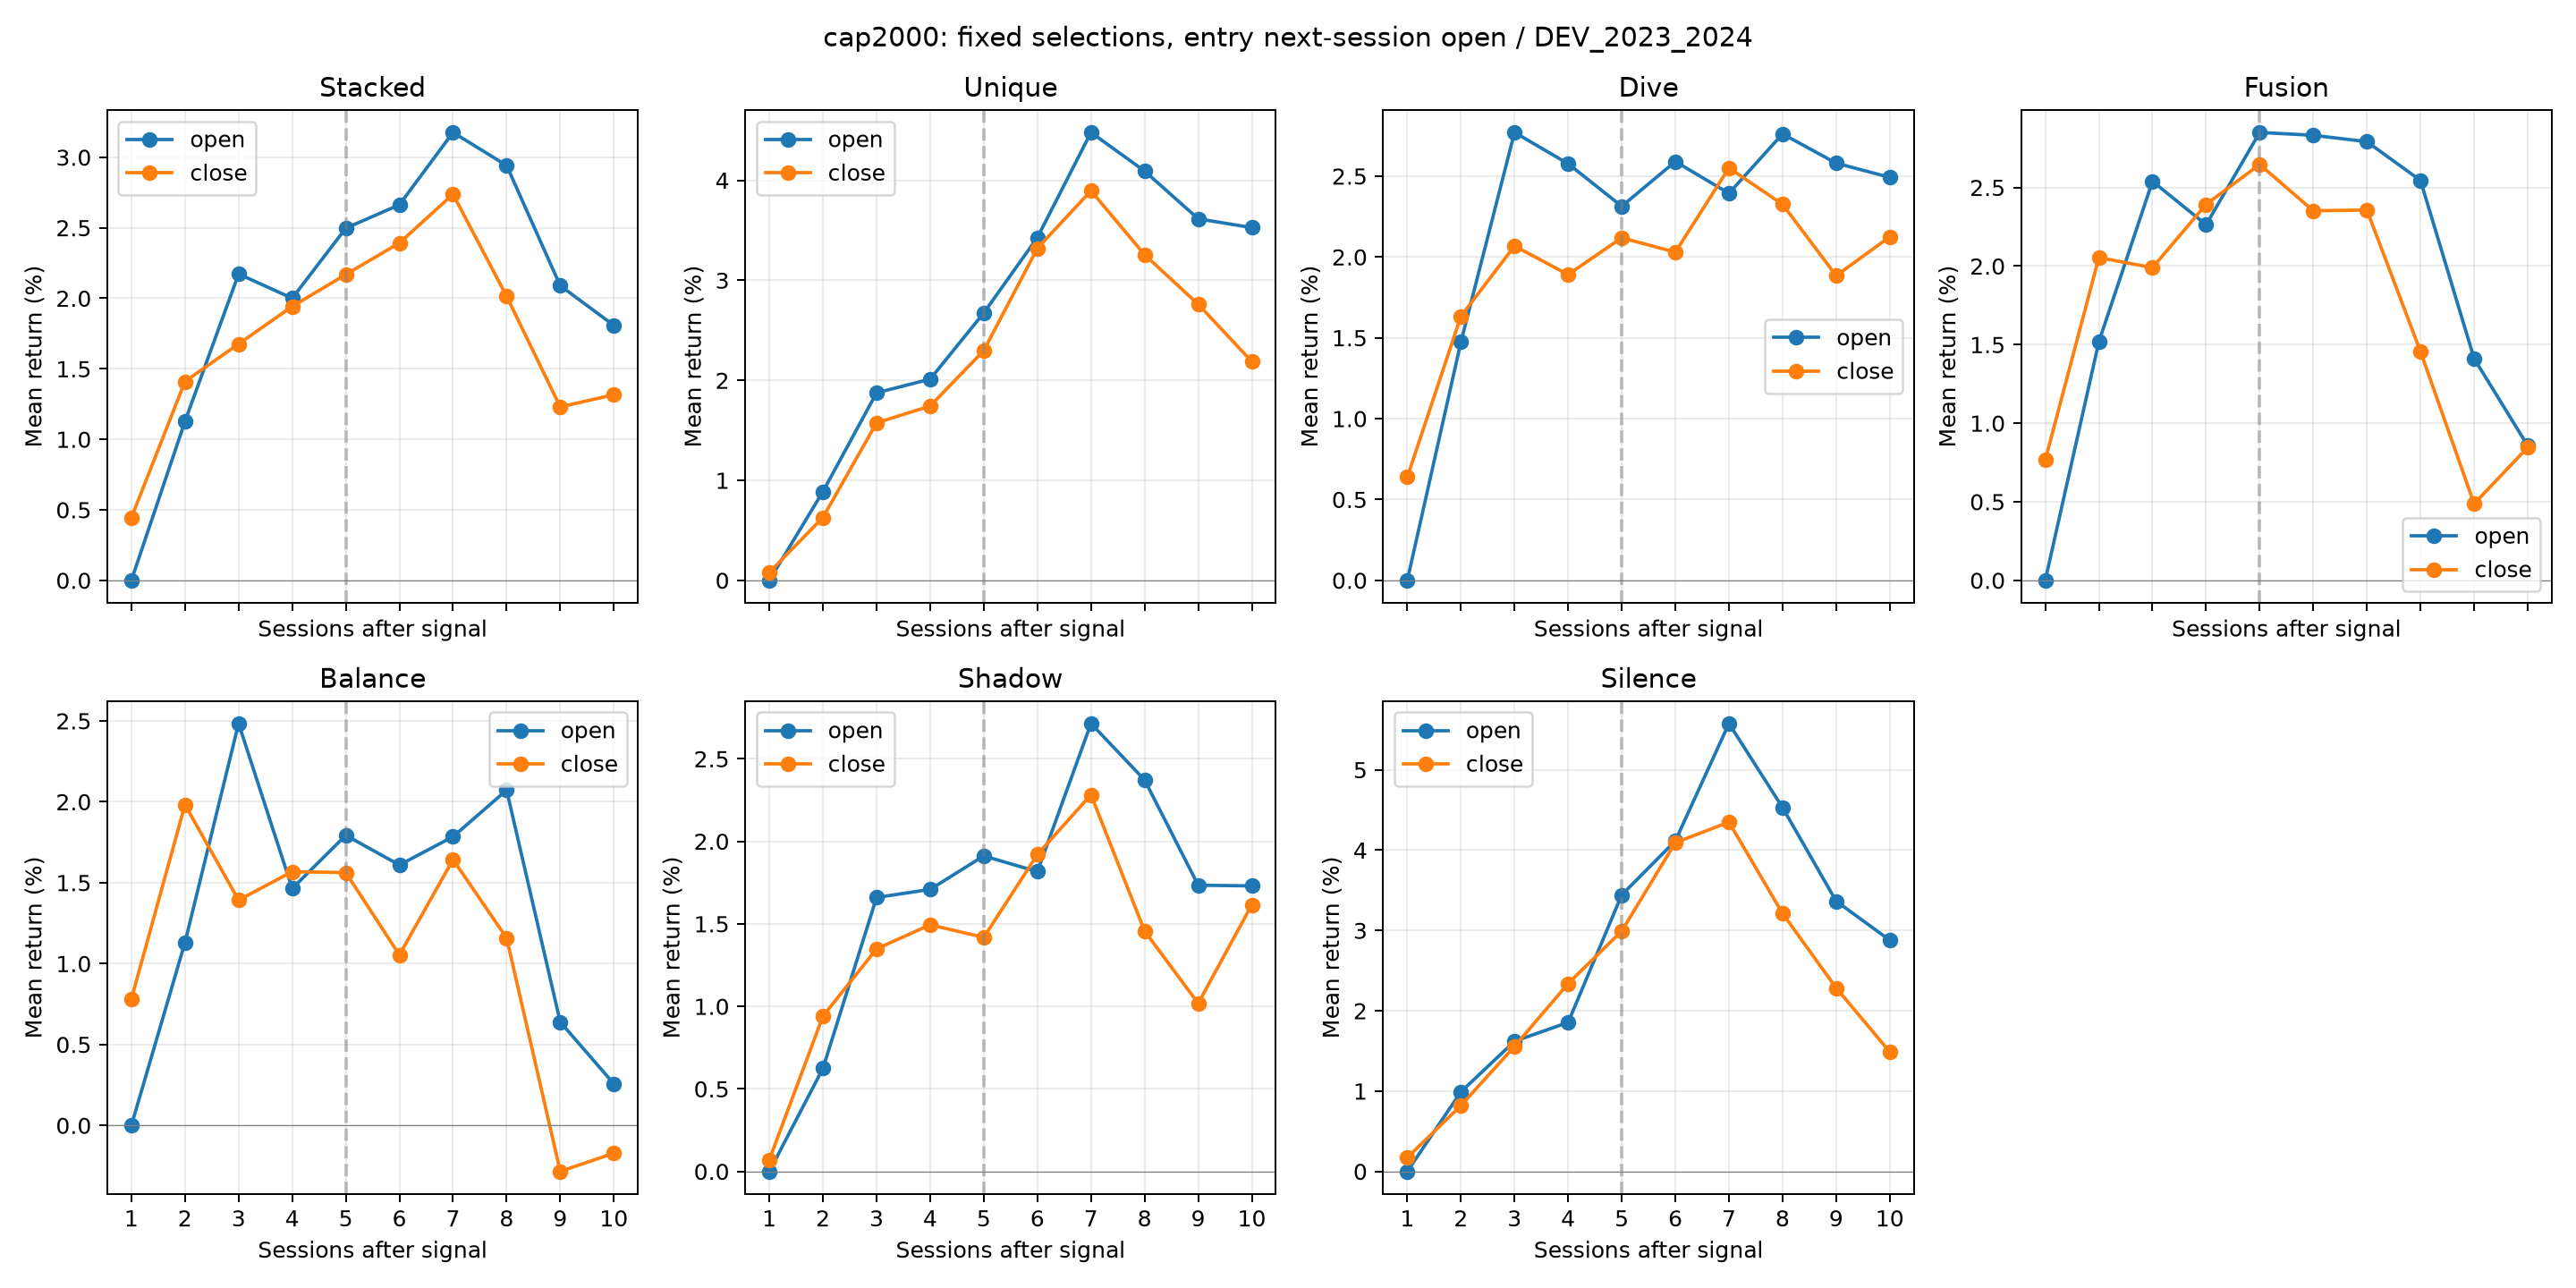 cap2000: fixed selections, entry next-session open / DEV_2023_2024
Stacked
Mean return (%)
3.0
2.5
2.0
1.5
1.0
0.5
0.0
open
close
Sessions after signal
Unique
Mean return (%)
4
3
2
1
0
open
close
Sessions after signal
Dive
Mean return (%)
2.5
2.0
1.5
1.0
0.5
0.0
open
close
Sessions after signal
Fusion
Mean return (%)
2.5
2.0
1.5
1.0
0.5
0.0
open
close
Sessions after signal
Balance
Mean return (%)
2.5
2.0
1.5
1.0
0.5
0.0
open
close
1 2 3 4 5 6 7 8 9 10
Sessions after signal
Shadow
Mean return (%)
2.5
2.0
1.5
1.0
0.5
0.0
open
close
1 2 3 4 5 6 7 8 9 10
Sessions after signal
Silence
Mean return (%)
5
4
3
2
1
0
open
close
1 2 3 4 5 6 7 8 9 10
Sessions after signal